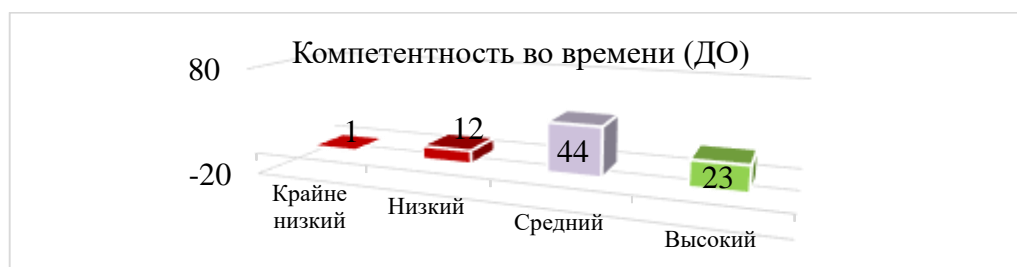 Компетентность во времени (ДО)
80
-20
1
12
44
23
Крайне
низкий
Низкий
Средний
Высокий